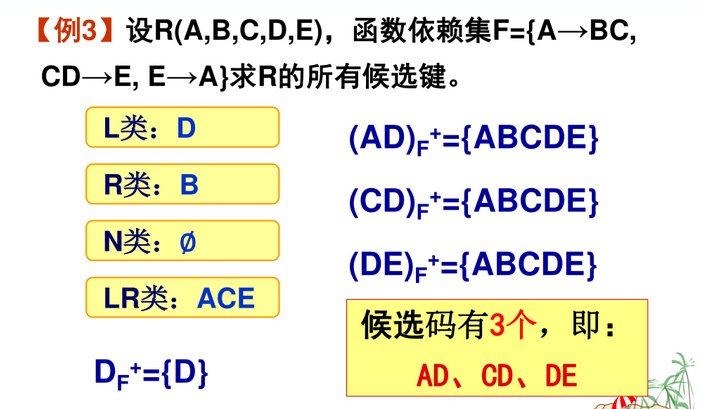 【例3】设R(A,B,C,D,E)，函数依赖集F={A→BC,
CD→E, E→A}求R的所有候选键。
L类：D
R类：B
N类：∅
LR类：ACE
D_F⁺={D}
(AD)_F⁺={ABCDE}
(CD)_F⁺={ABCDE}
(DE)_F⁺={ABCDE}
候选码有3个，即：
AD、CD、DE